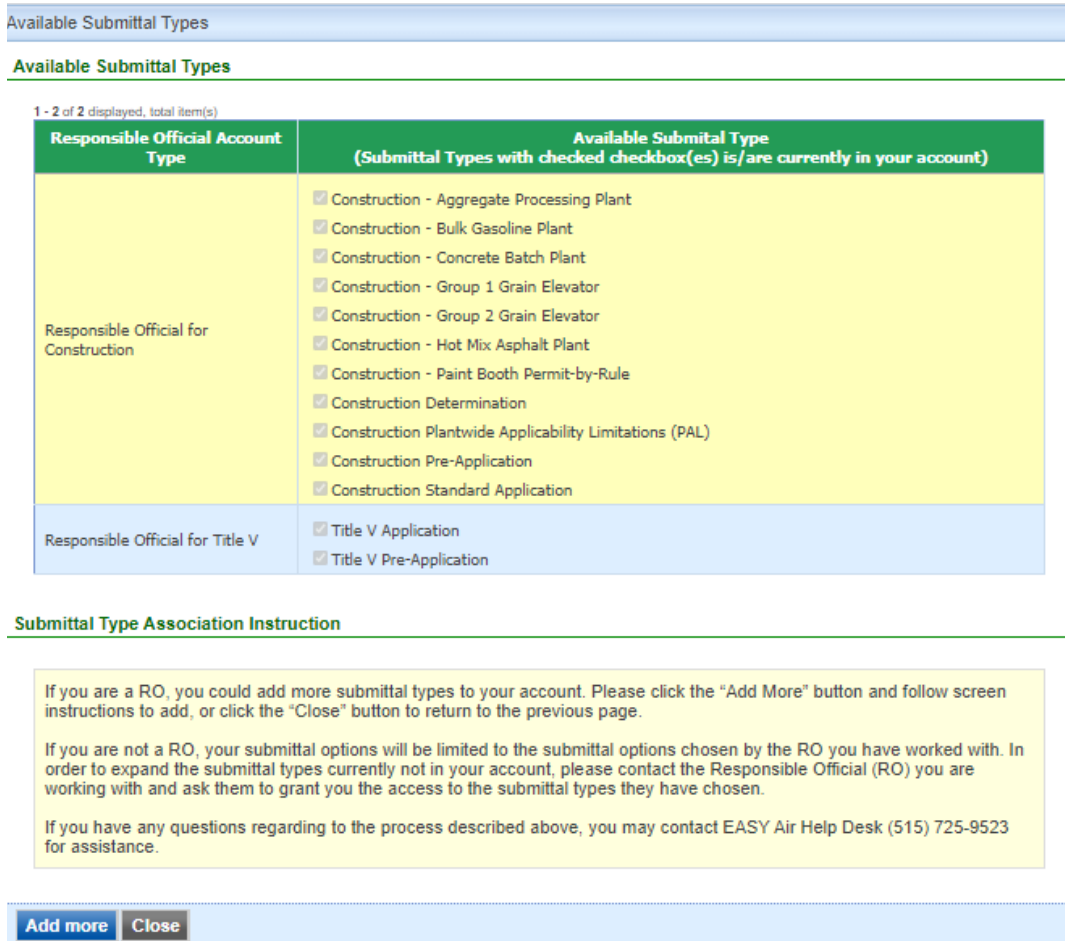 Available Submittal Types
Available Submittal Types
1 - 2 of 2 displayed, total item(s)
Responsible Official Account
Type
Available Submital Type
(Submittal Types with checked checkbox(es) is/are currently in your account)
Responsible Official for
Construction
Construction - Aggregate Processing Plant
Construction - Bulk Gasoline Plant
Construction - Concrete Batch Plant
Construction - Group 1 Grain Elevator
Construction - Group 2 Grain Elevator
Construction - Hot Mix Asphalt Plant
Construction - Paint Booth Permit-by-Rule
Construction Determination
Construction Plantwide Applicability Limitations (PAL)
Construction Pre-Application
Construction Standard Application
Responsible Official for Title V
Title V Application
Title V Pre-Application
Submittal Type Association Instruction
If you are a RO, you could add more submittal types to your account. Please click the “Add More” button and follow screen
instructions to add, or click the “Close” button to return to the previous page.
If you are not a RO, your submittal options will be limited to the submittal options chosen by the RO you have worked with. In
order to expand the submittal types currently not in your account, please contact the Responsible Official (RO) you are
working with and ask them to grant you the access to the submittal types they have chosen.
If you have any questions regarding to the process described above, you may contact EASY Air Help Desk (515) 725-9523
for assistance.
Add more
Close